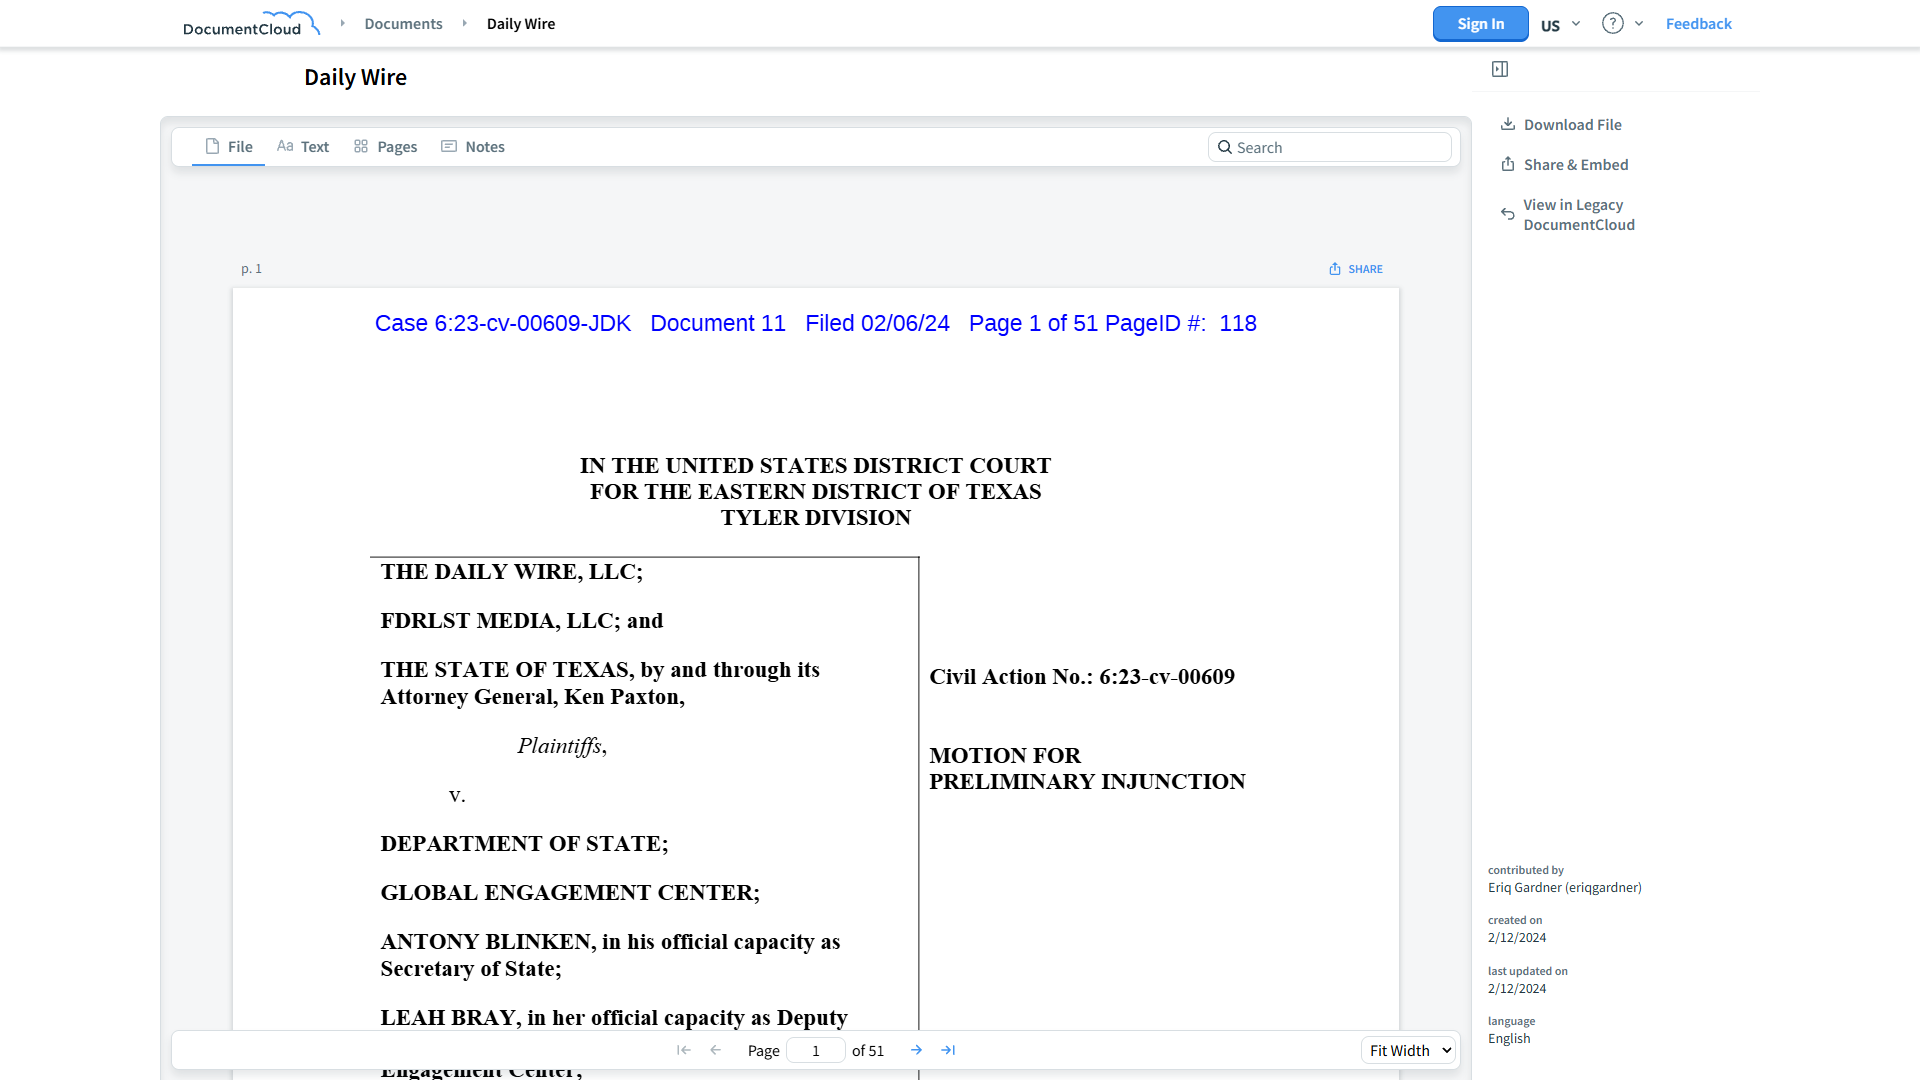 DocumentCloud
Documents
Daily Wire
Sign In
US
?
Feedback
Daily Wire
File
Aa Text
Pages
Notes
Search
Download File
Share & Embed
View in Legacy
DocumentCloud
p. 1
SHARE
Case 6:23-cv-00609-JDK Document 11 Filed 02/06/24 Page 1 of 51 PageID #: 118
IN THE UNITED STATES DISTRICT COURT
FOR THE EASTERN DISTRICT OF TEXAS
TYLER DIVISION
THE DAILY WIRE, LLC;
FDRLST MEDIA, LLC; and
THE STATE OF TEXAS, by and through its
Attorney General, Ken Paxton,
Plaintiffs,
v.
DEPARTMENT OF STATE;
GLOBAL ENGAGEMENT CENTER;
ANTONY BLINKEN, in his official capacity as
Secretary of State;
LEAH BRAY, in her official capacity as Deputy
Engagement Center;
Civil Action No.: 6:23-cv-00609
MOTION FOR
PRELIMINARY INJUNCTION
Page 1 of 51
Fit Width
contributed by
Eriq Gardner (eriqgardner)
created on
2/12/2024
last updated on
2/12/2024
language
English